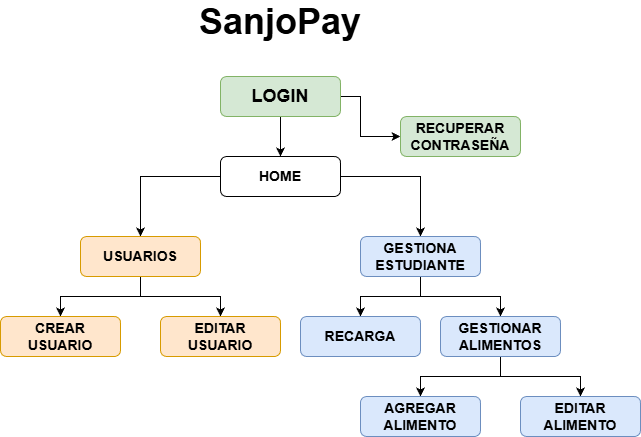 SanjoPay
LOGIN
RECUPERAR
CONTRASEÑA
HOME
USUARIOS
GESTIONA
ESTUDIANTE
CREAR
USUARIO
EDITAR
USUARIO
RECARGA
GESTIONAR
ALIMENTOS
AGREGAR
ALIMENTO
EDITAR
ALIMENTO